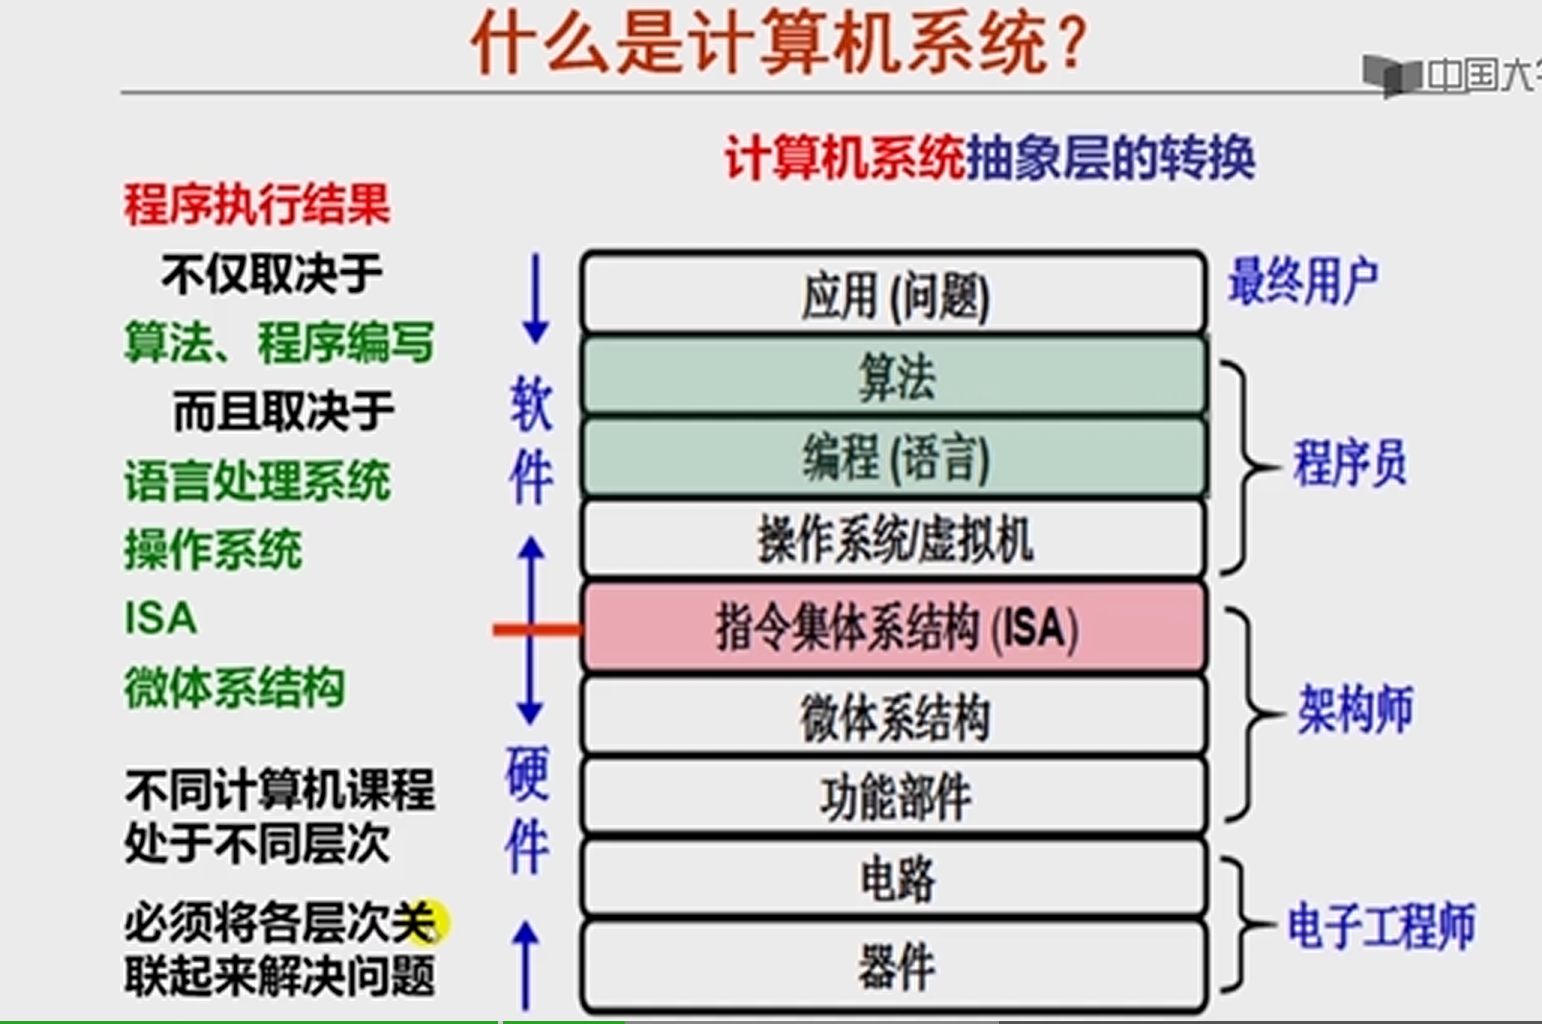 什么是计算机系统？
中国大
计算机系统抽象层的转换
程序执行结果
不仅取决于
算法、程序编写
而且取决于
语言处理系统
操作系统
ISA
微体系结构
不同计算机课程
处于不同层次
必须将各层次关
联起来解决问题
软件
硬件
应用 (问题)
算法
编程 (语言)
操作系统/虚拟机
指令集体系结构 (ISA)
微体系结构
功能部件
电路
器件
最终用户
程序员
架构师
电子工程师